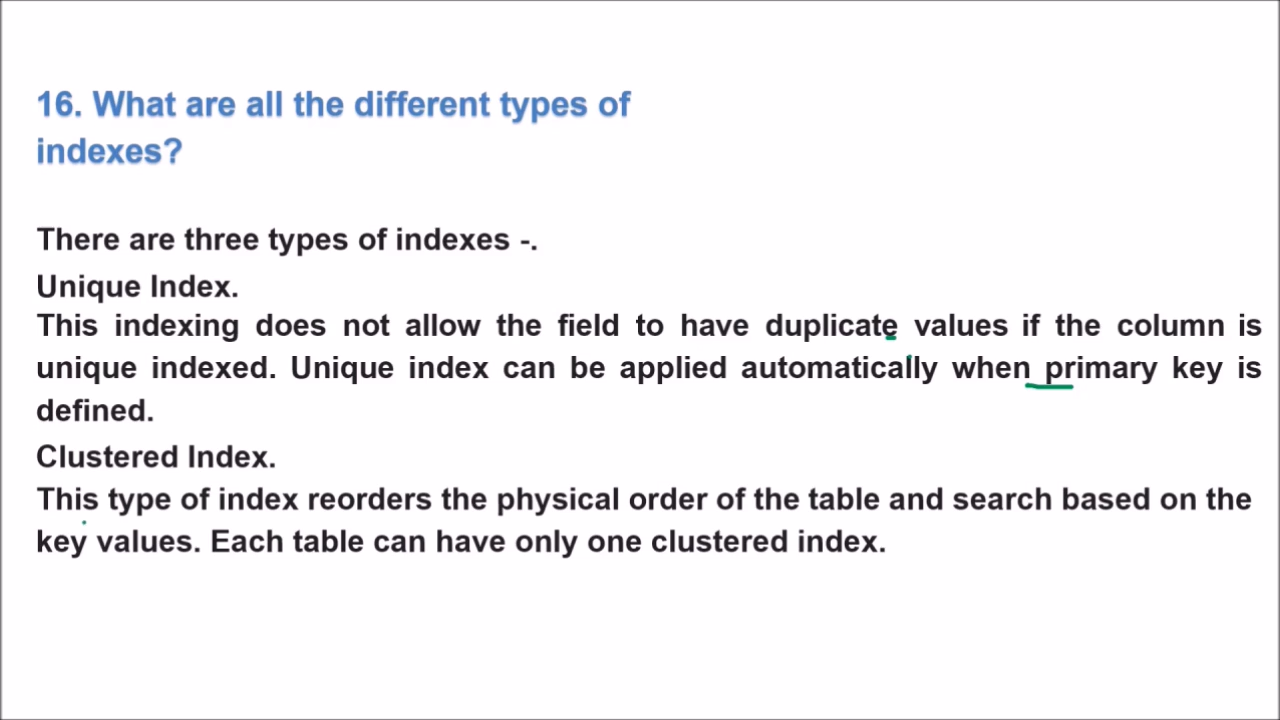 16. What are all the different types of
indexes?
There are three types of indexes -.
Unique Index.
This indexing does not allow the field to have duplicate values if the column is
unique indexed. Unique index can be applied automatically when primary key is
defined.
Clustered Index.
This type of index reorders the physical order of the table and search based on the
key values. Each table can have only one clustered index.